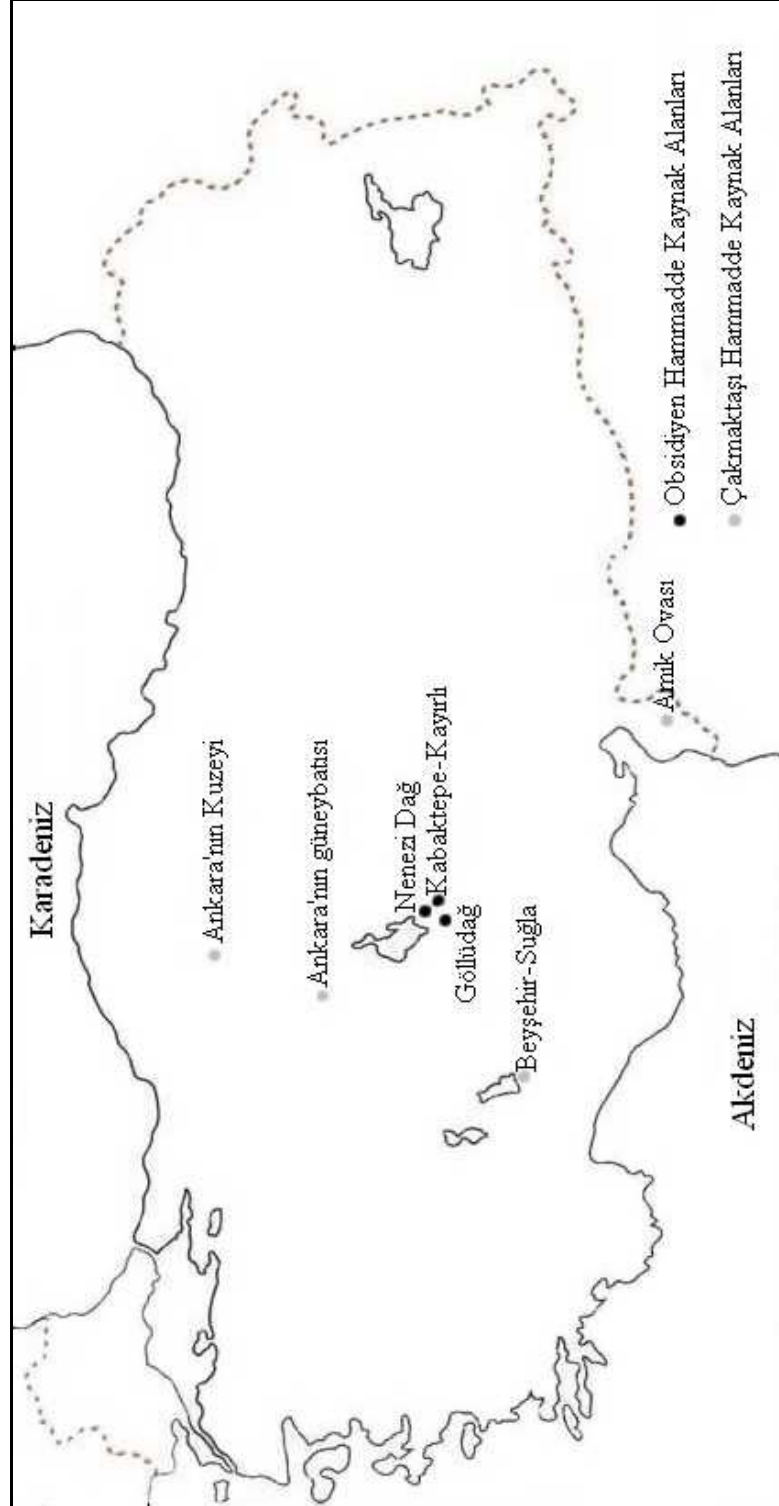 Karadeniz
Ankara'nın Kuzeyi
Ankara'nın güneybatısı
Nenezi Dağ
Kabaktepe-Kayırlı
Göllüdağ
Beyşehir-Suğla
Amik Ovası
Akdeniz
Obsidiyen Hammadde Kaynak Alanları
Çakmaktaşı Hammadde Kaynak Alanları